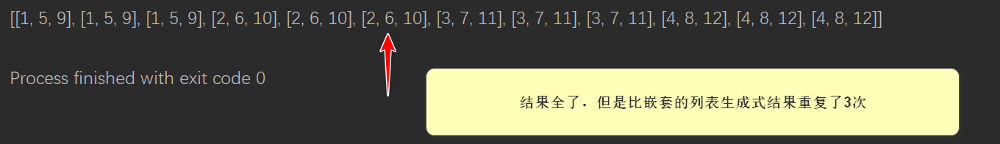 [[1, 5, 9], [1, 5, 9], [1, 5, 9], [2, 6, 10], [2, 6, 10], [2, 6, 10], [3, 7, 11], [3, 7, 11], [3, 7, 11], [4, 8, 12], [4, 8, 12], [4, 8, 12]]
Process finished with exit code 0
结果全了，但是比嵌套的列表生成式结果重复了3次